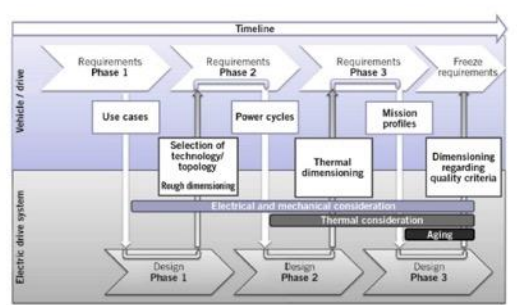 Timeline
Vehicle / drive
Requirements
Phase 1
Requirements
Phase 2
Requirements
Phase 3
Freeze
requirements
Use cases
Power cycles
Mission
profiles
Selection of
technology/
topology
Rough dimensioning
Thermal
dimensioning
Dimensioning
regarding
quality criteria
Electric drive system
Electrical and mechanical consideration
Thermal consideration
Aging
Design
Phase 1
Design
Phase 2
Design
Phase 3